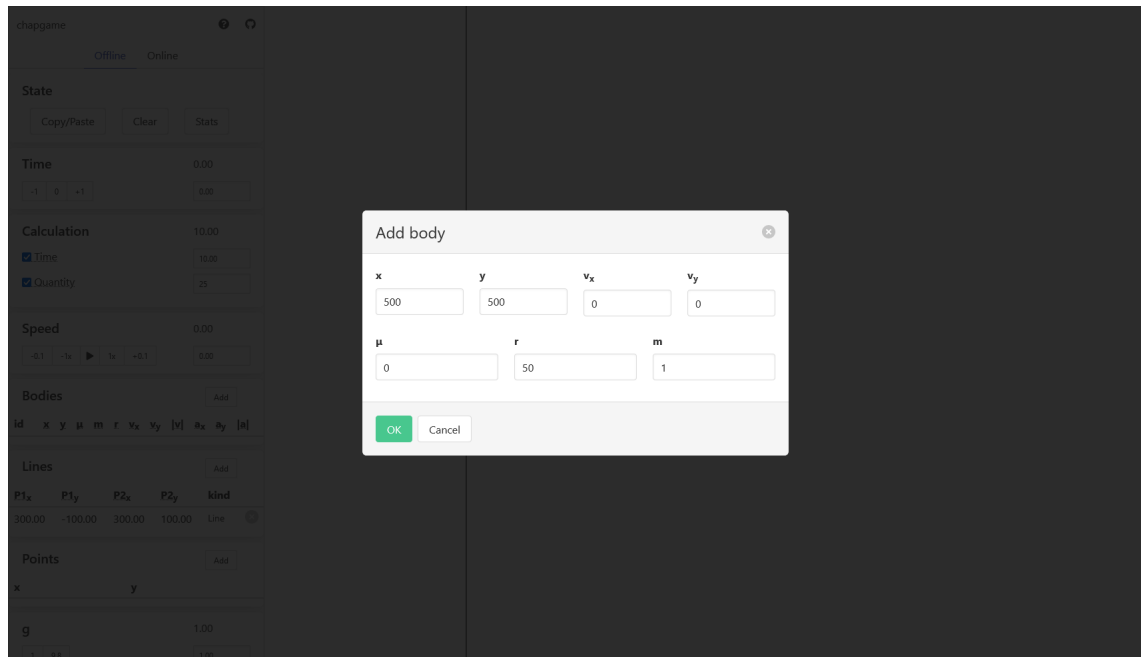 chapgame
Offline Online
State
Copy/Paste Clear Stats
Time 0.00
-1 0 +1 0.00
Calculation 10.00
Time 10.00
Quantity 25
Speed 0.00
-0.1 -1x 1x +0.1 0.00
Bodies Add
id x y μ m r vx vy |v| ax ay |a|
Lines Add
P1x P1y P2x P2y kind
300.00 -100.00 300.00 100.00 Line
Points Add
x y
g 1.00
1 9.8 1.00
Add body
x y vx vy
500 500 0 0
μ r m
0 50 1
OK Cancel